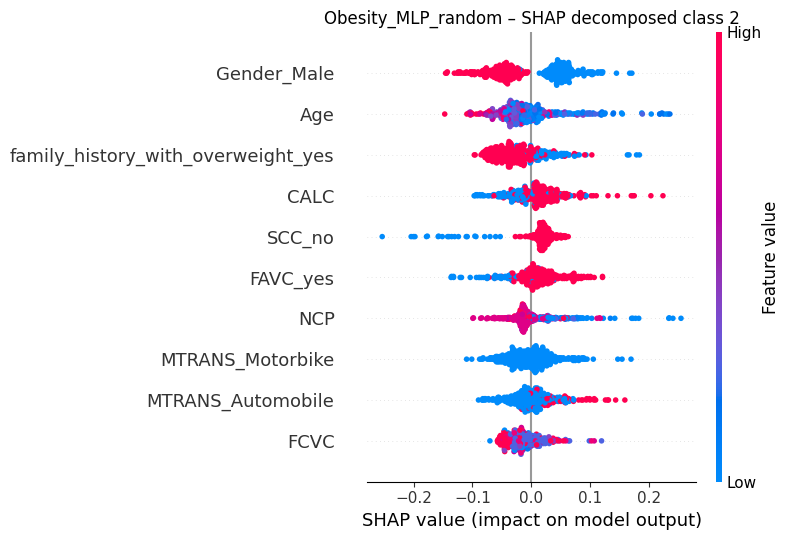 Obesity_MLP_random – SHAP decomposed class 2
High
Gender_Male
Age
family_history_with_overweight_yes
CALC
SCC_no
FAVC_yes
NCP
MTRANS_Motorbike
MTRANS_Automobile
FCVC
Feature value
Low
−0.2 −0.1 0.0 0.1 0.2
SHAP value (impact on model output)